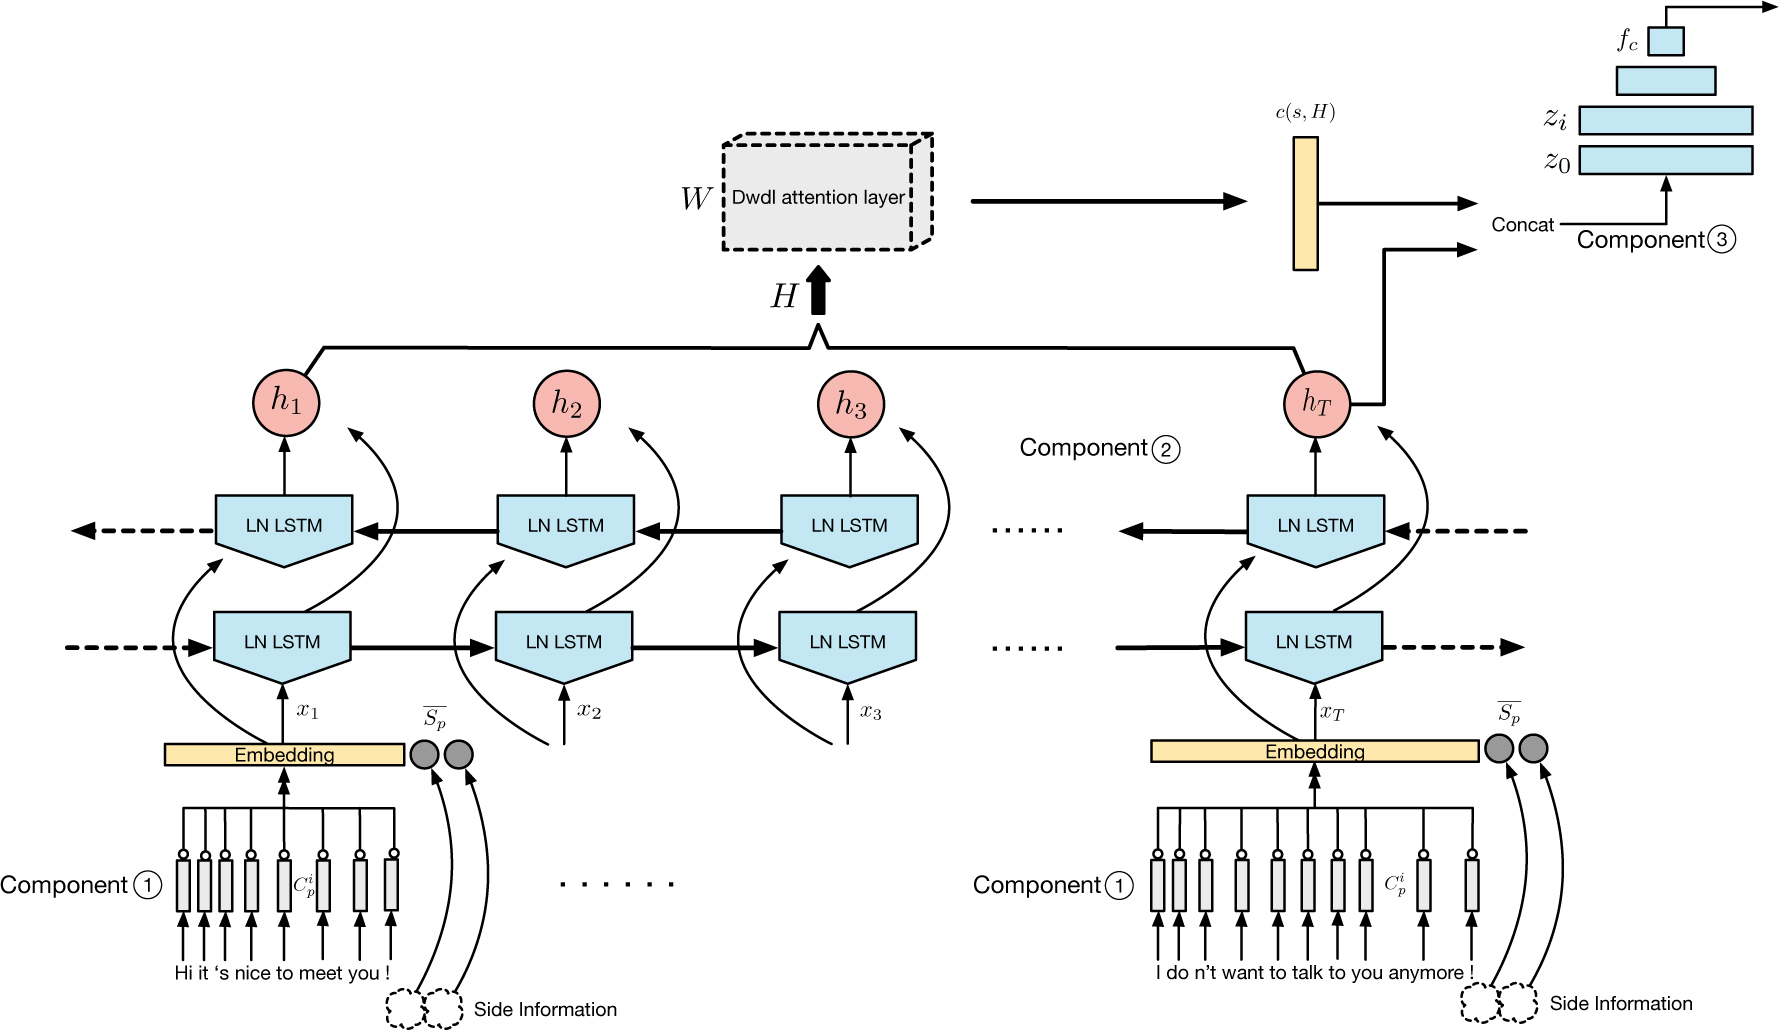 f_c
c(s, H)
z_i
W Dwdl attention layer
z_0
Concat
Component ③
H
h_1 h_2 h_3 h_T
Component ②
LN LSTM LN LSTM LN LSTM ...... LN LSTM
LN LSTM LN LSTM LN LSTM ...... LN LSTM
x_1 \overline{S_p} x_2 x_3 x_T \overline{S_p}
Embedding Embedding
Component ① C_p^i ...... Component ① C_p^i
Hi it ‘s nice to meet you ! I do n’t want to talk to you anymore !
Side Information Side Information